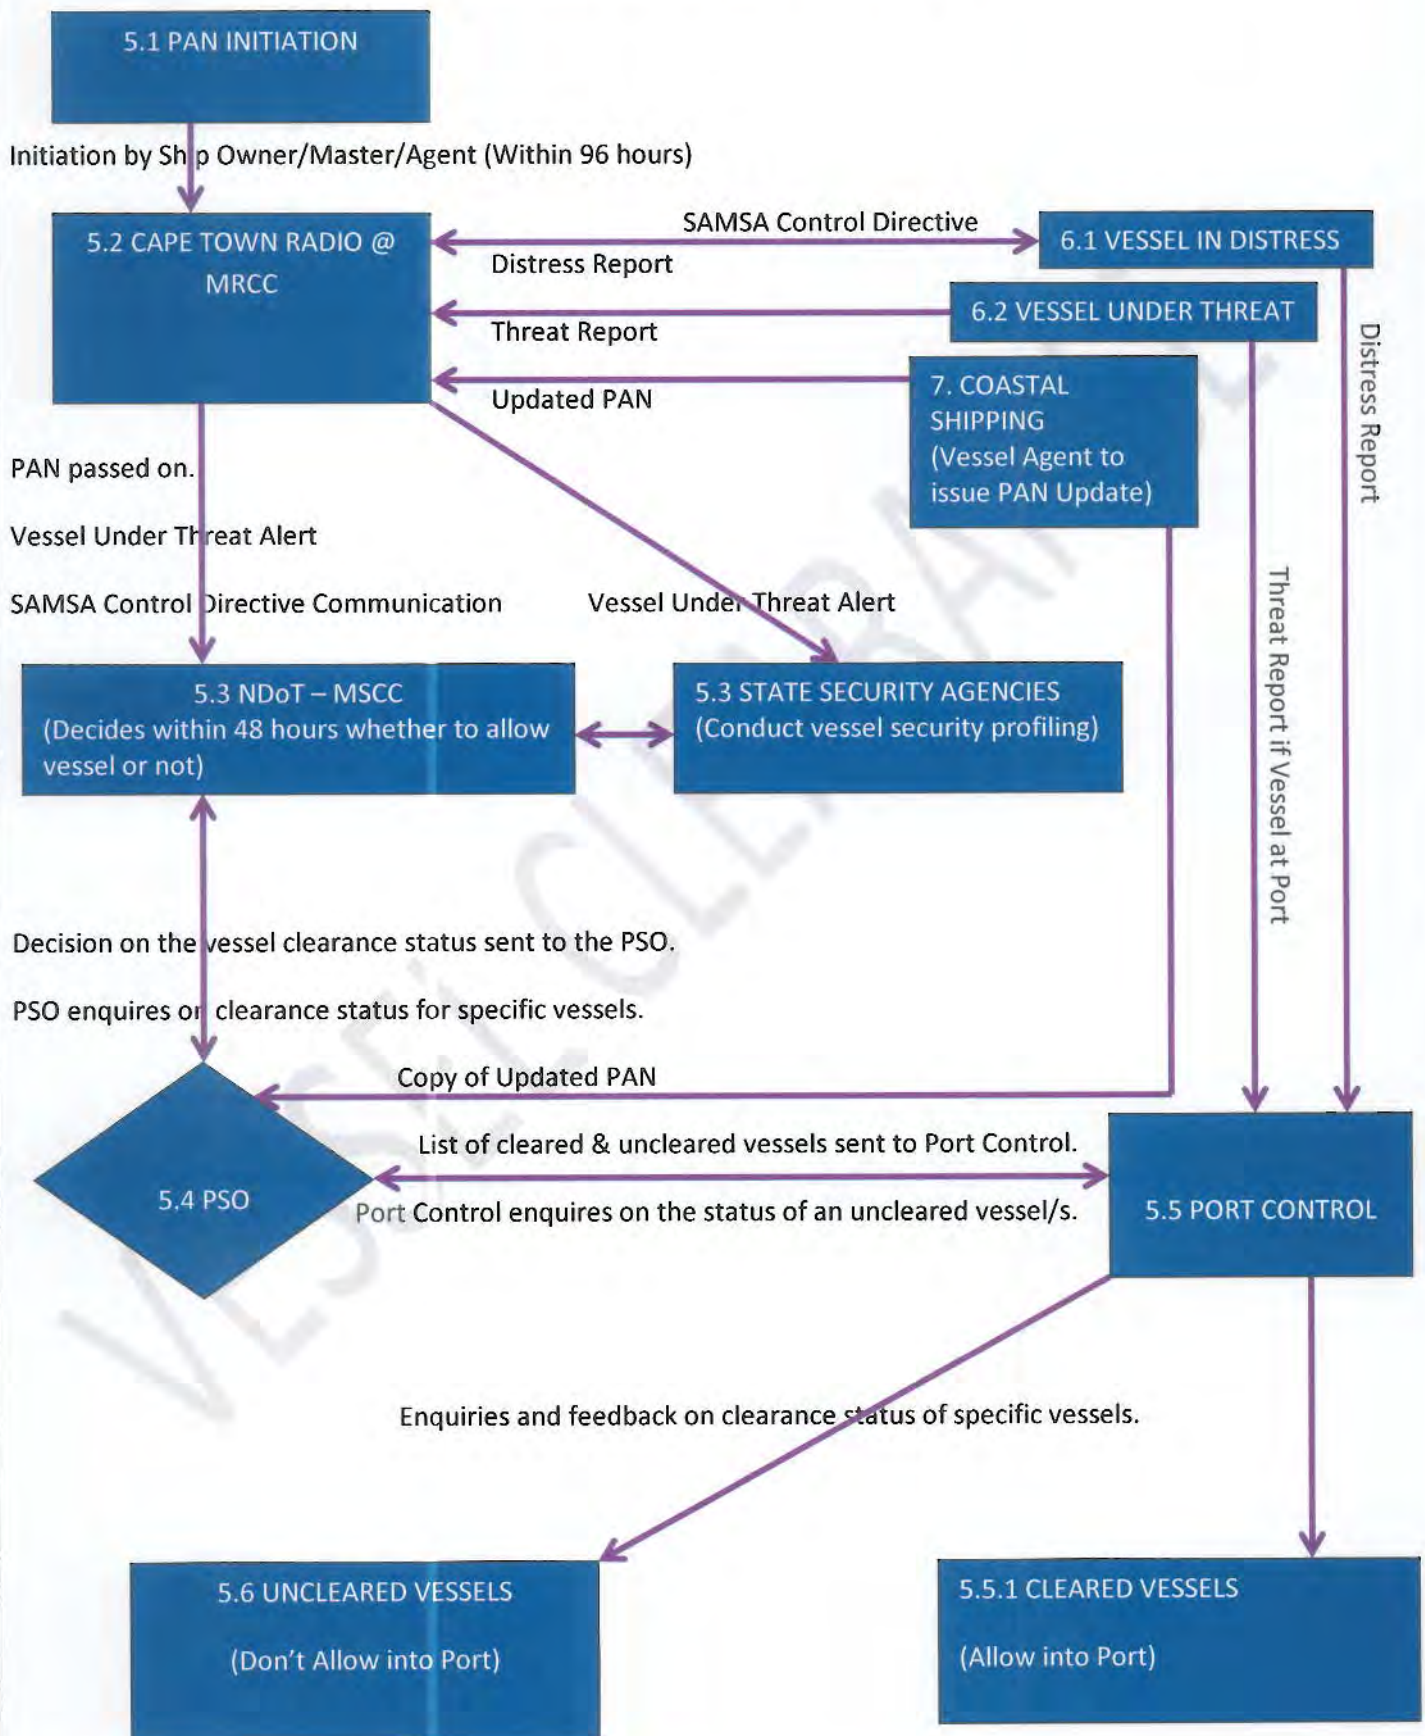 5.1 PAN INITIATION
Initiation by Ship Owner/Master/Agent (Within 96 hours)
5.2 CAPE TOWN RADIO @
MRCC
SAMSA Control Directive
Distress Report
6.1 VESSEL IN DISTRESS
6.2 VESSEL UNDER THREAT
Threat Report
7. COASTAL
SHIPPING
(Vessel Agent to
issue PAN Update)
Updated PAN
Distress Report
PAN passed on.
Vessel Under Threat Alert
SAMSA Control Directive Communication
Vessel Under Threat Alert
Threat Report if Vessel at Port
5.3 NDoT – MSCC
(Decides within 48 hours whether to allow
vessel or not)
5.3 STATE SECURITY AGENCIES
(Conduct vessel security profiling)
Decision on the vessel clearance status sent to the PSO.
PSO enquires on clearance status for specific vessels.
Copy of Updated PAN
List of cleared & uncleared vessels sent to Port Control.
5.4 PSO
Port Control enquires on the status of an uncleared vessel/s.
5.5 PORT CONTROL
Enquiries and feedback on clearance status of specific vessels.
5.6 UNCLEARED VESSELS
(Don't Allow into Port)
5.5.1 CLEARED VESSELS
(Allow into Port)
VESSEL CLEARANCE